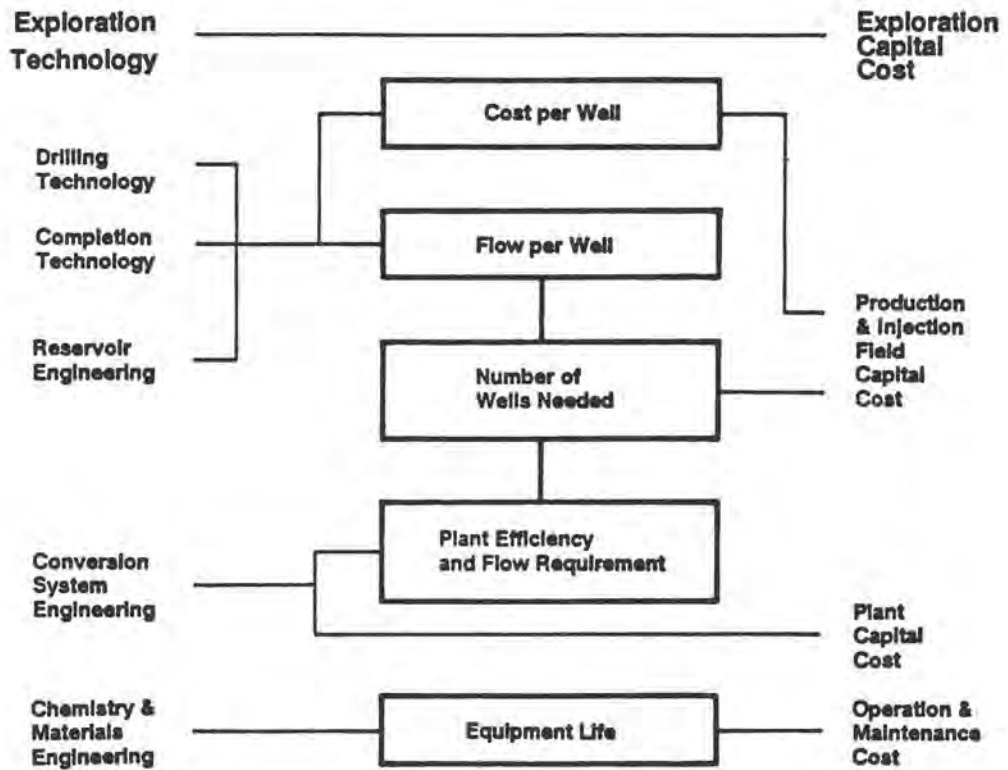 Exploration
Technology
Exploration
Capital
Cost
Cost per Well
Drilling
Technology
Flow per Well
Completion
Technology
Production
& Injection
Field
Capital
Cost
Reservoir
Engineering
Number of
Wells Needed
Plant Efficiency
and Flow Requirement
Conversion
System
Engineering
Plant
Capital
Cost
Chemistry &
Materials
Engineering
Equipment Life
Operation &
Maintenance
Cost